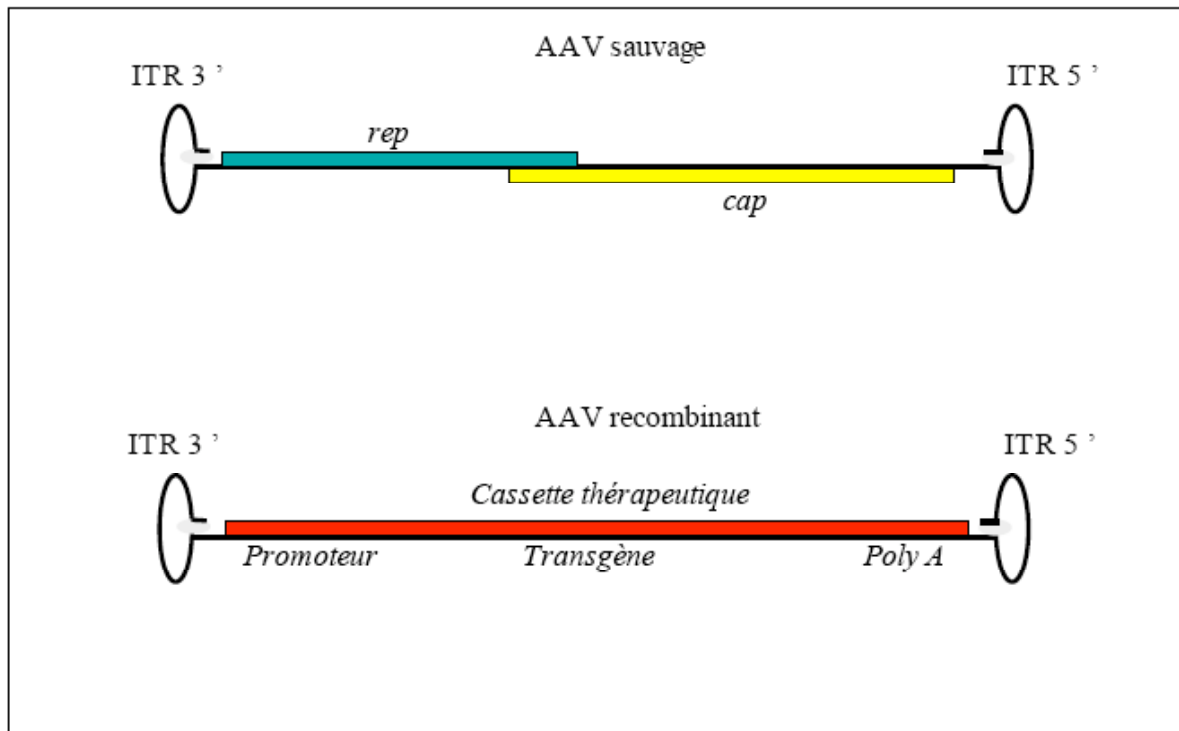 AAV sauvage
ITR 3 ’
ITR 5 ’
rep
cap
AAV recombinant
ITR 3 ’
ITR 5 ’
Cassette thérapeutique
Promoteur
Transgène
Poly A